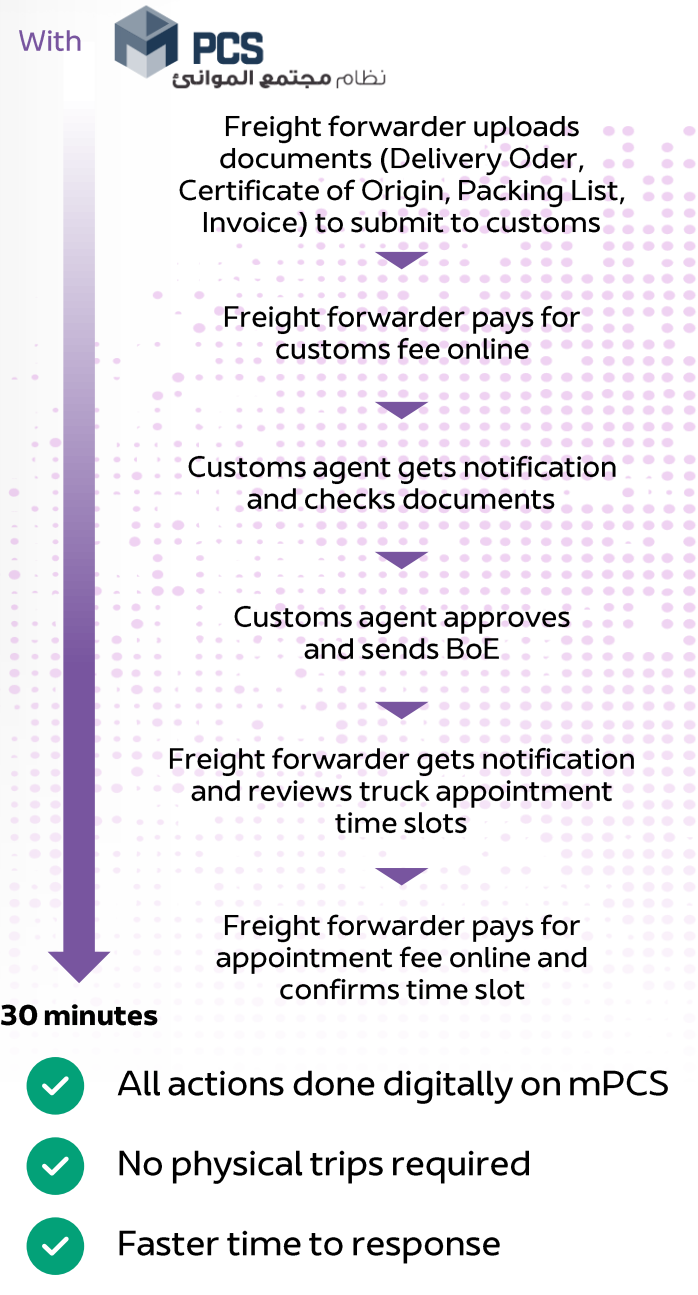 With
PCS
نظام مجتمع الموانئ
Freight forwarder uploads
documents (Delivery Oder,
Certificate of Origin, Packing List,
Invoice) to submit to customs
Freight forwarder pays for
customs fee online
Customs agent gets notification
and checks documents
Customs agent approves
and sends BoE
Freight forwarder gets notification
and reviews truck appointment
time slots
Freight forwarder pays for
appointment fee online and
confirms time slot
30 minutes
All actions done digitally on mPCS
No physical trips required
Faster time to response